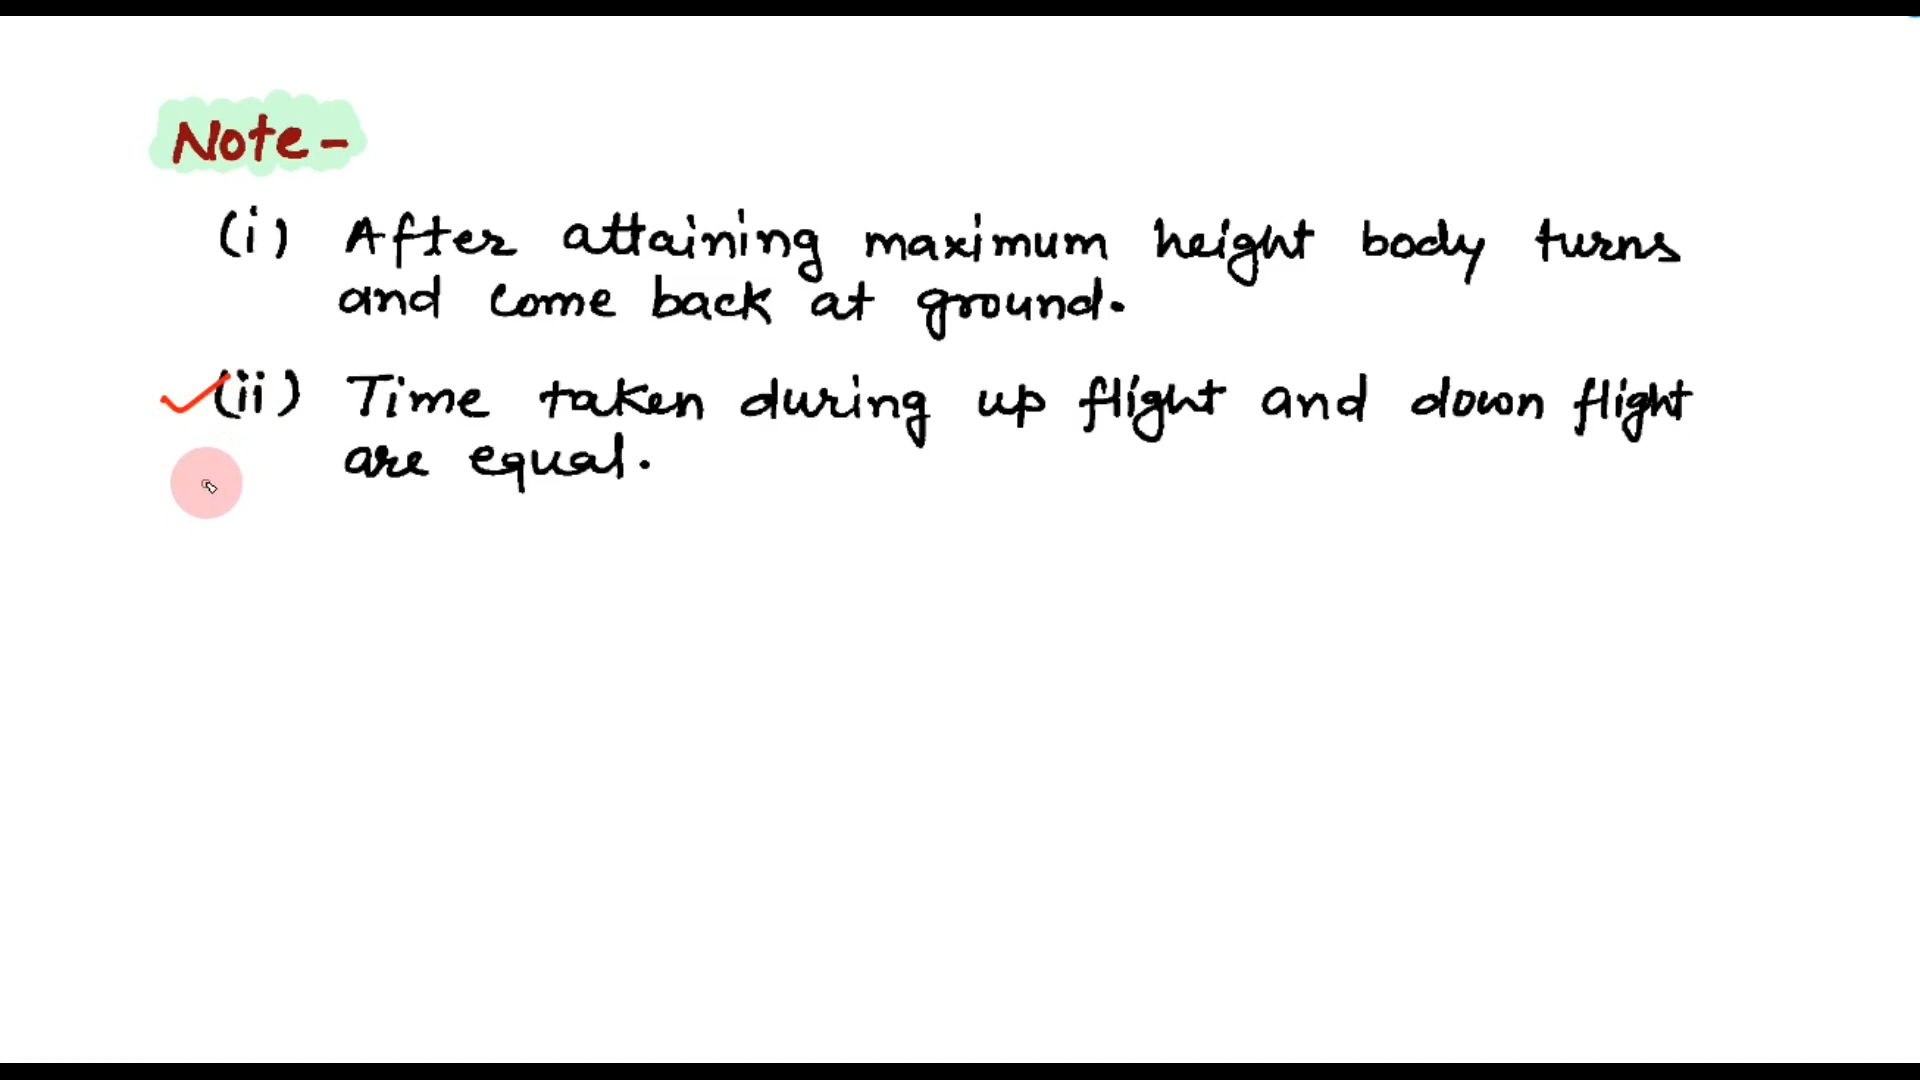 Note -
(i) After attaining maximum height body turns
and come back at ground.
(ii) Time taken during up flight and down flight
are equal.